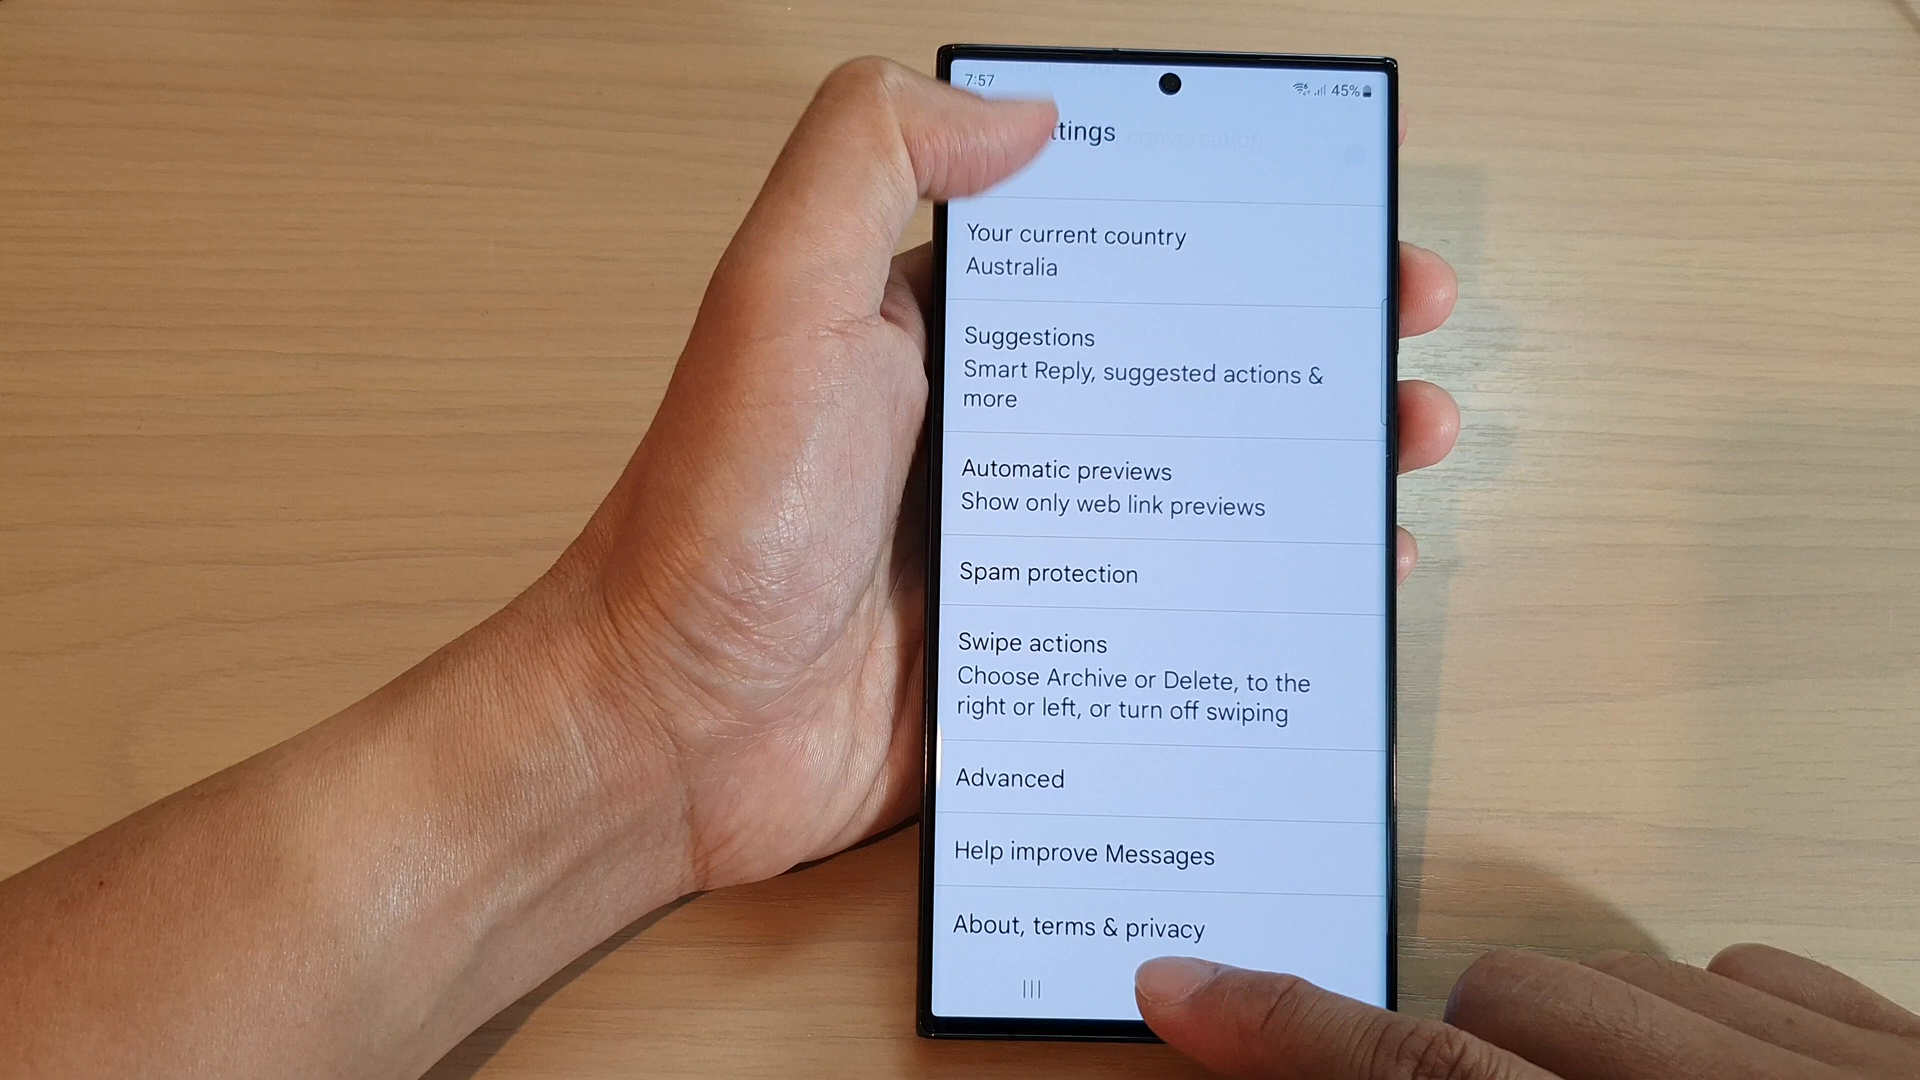 7:57
45%
ttings
conversation
Your current country
Australia
Suggestions
Smart Reply, suggested actions &
more
Automatic previews
Show only web link previews
Spam protection
Swipe actions
Choose Archive or Delete, to the
right or left, or turn off swiping
Advanced
Help improve Messages
About, terms & privacy